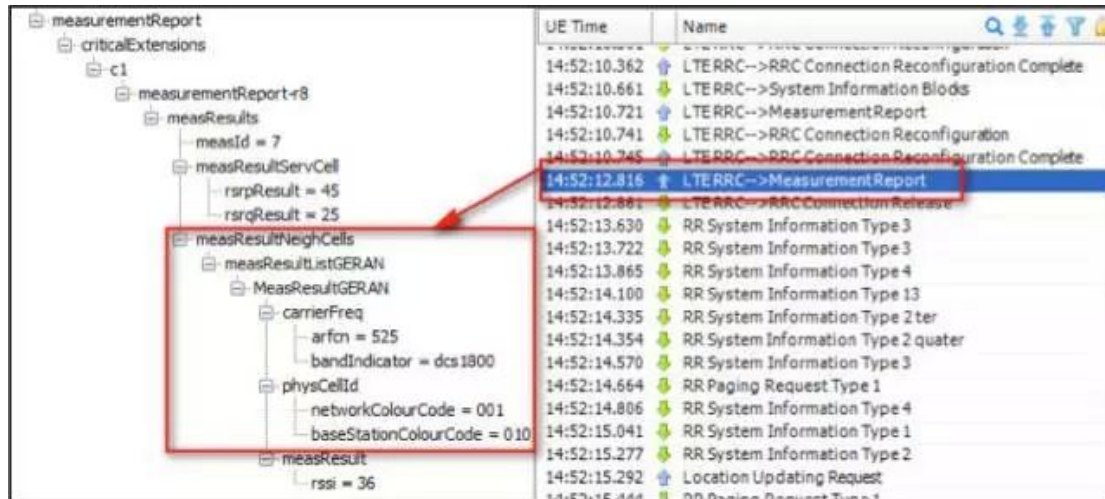 measurementReport
criticalExtensions
c1
measurementReport-r8
measResults
measId = 7
measResultServCell
rsrpResult = 45
rsrqResult = 25
measResultNeighCells
measResultListGERAN
MeasResultGERAN
carrierFreq
arfcn = 525
bandIndicator = dcs1800
physCellId
networkColourCode = 001
baseStationColourCode = 010
measResult
rssi = 36
UE Time Name
14:52:10.362 LTE RRC-->RRC Connection Reconfiguration Complete
14:52:10.661 LTE RRC-->System Information Blocks
14:52:10.721 LTE RRC-->MeasurementReport
14:52:10.741 LTE RRC-->RRC Connection Reconfiguration
14:52:10.745 LTE RRC-->RRC Connection Reconfiguration Complete
14:52:12.816 LTE RRC-->MeasurementReport
14:52:12.861 LTE RRC-->RRC Connection Release
14:52:13.630 RR System Information Type 3
14:52:13.722 RR System Information Type 3
14:52:13.865 RR System Information Type 4
14:52:14.100 RR System Information Type 13
14:52:14.335 RR System Information Type 2 ter
14:52:14.354 RR System Information Type 2 quater
14:52:14.570 RR System Information Type 3
14:52:14.664 RR Paging Request Type 1
14:52:14.806 RR System Information Type 4
14:52:15.041 RR System Information Type 1
14:52:15.277 RR System Information Type 2
14:52:15.292 Location Updating Request
RR Paging Request Type 1